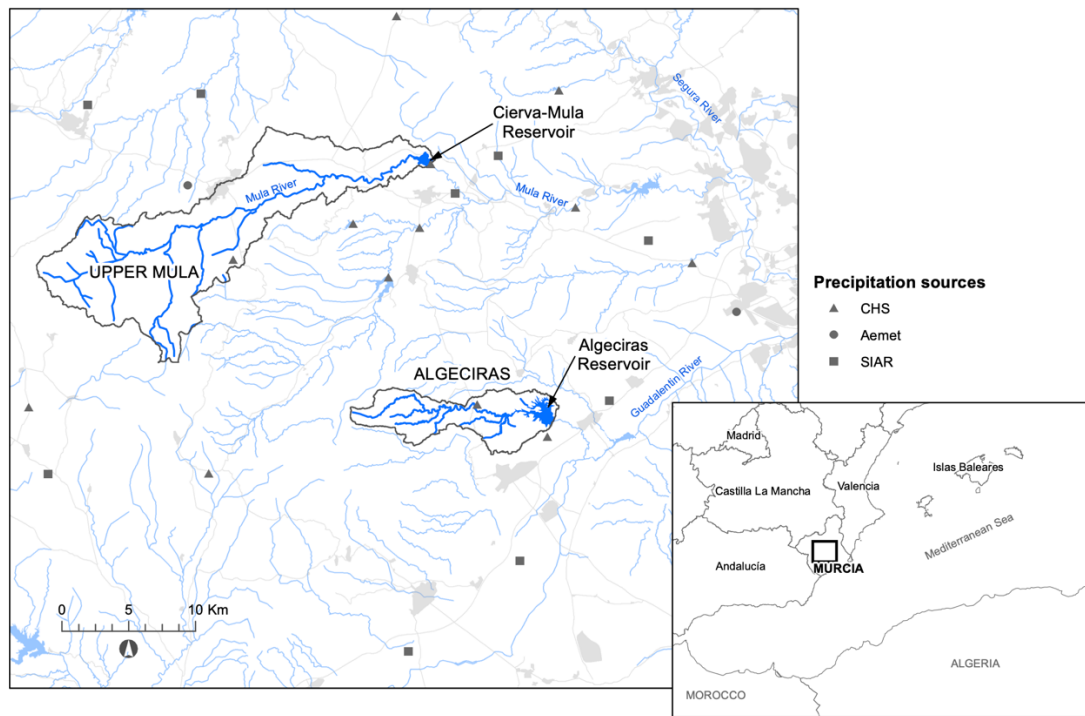 Segura River
Cierva-Mula
Reservoir
Mula River
Mula River
UPPER MULA
Algeciras
Reservoir
ALGECIRAS
Guadalentín River
0 5 10 Km
Precipitation sources
CHS
Aemet
SIAR
Madrid
Islas Baleares
Castilla La Mancha
Valencia
Mediterranean Sea
Andalucía
MURCIA
ALGERIA
MOROCCO